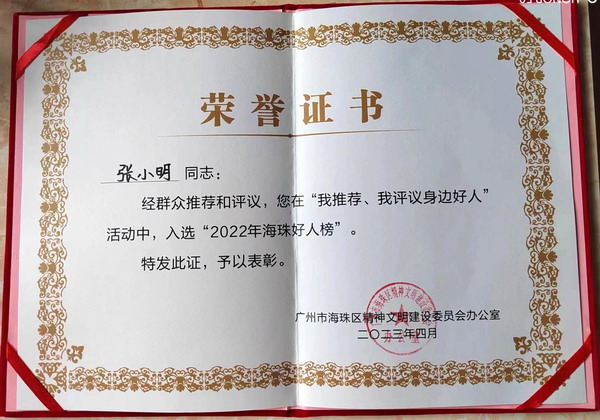 荣誉证书
张小明 同志：
经群众推荐和评议，您在“我推荐、我评议身边好人”
活动中，入选“2022年海珠好人榜”。
特发此证，予以表彰。
广州市海珠区精神文明建设委员会办公室
二〇二三年四月
办公室